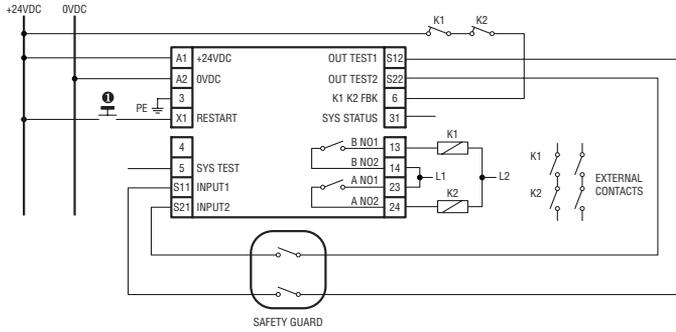 +24VDC 0VDC
K1 K2
A1 +24VDC OUT TEST1 S12
A2 0VDC OUT TEST2 S22
❶ PE 3 K1 K2 FBK 6
X1 RESTART SYS STATUS 31
4 B NO1 13 K1
5 SYS TEST B NO2 14 L1 L2
S11 INPUT1 A NO1 23
S21 INPUT2 A NO2 24 K2
K1
K2
EXTERNAL
CONTACTS
SAFETY GUARD